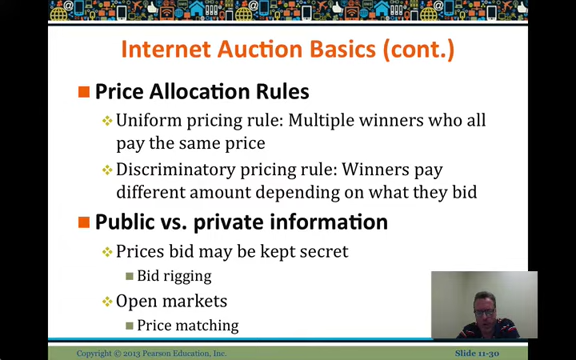 Internet Auction Basics (cont.)
Price Allocation Rules
Uniform pricing rule: Multiple winners who all
pay the same price
Discriminatory pricing rule: Winners pay
different amount depending on what they bid
Public vs. private information
Prices bid may be kept secret
Bid rigging
Open markets
Price matching
Copyright © 2013 Pearson Education, Inc.
Slide 11-30